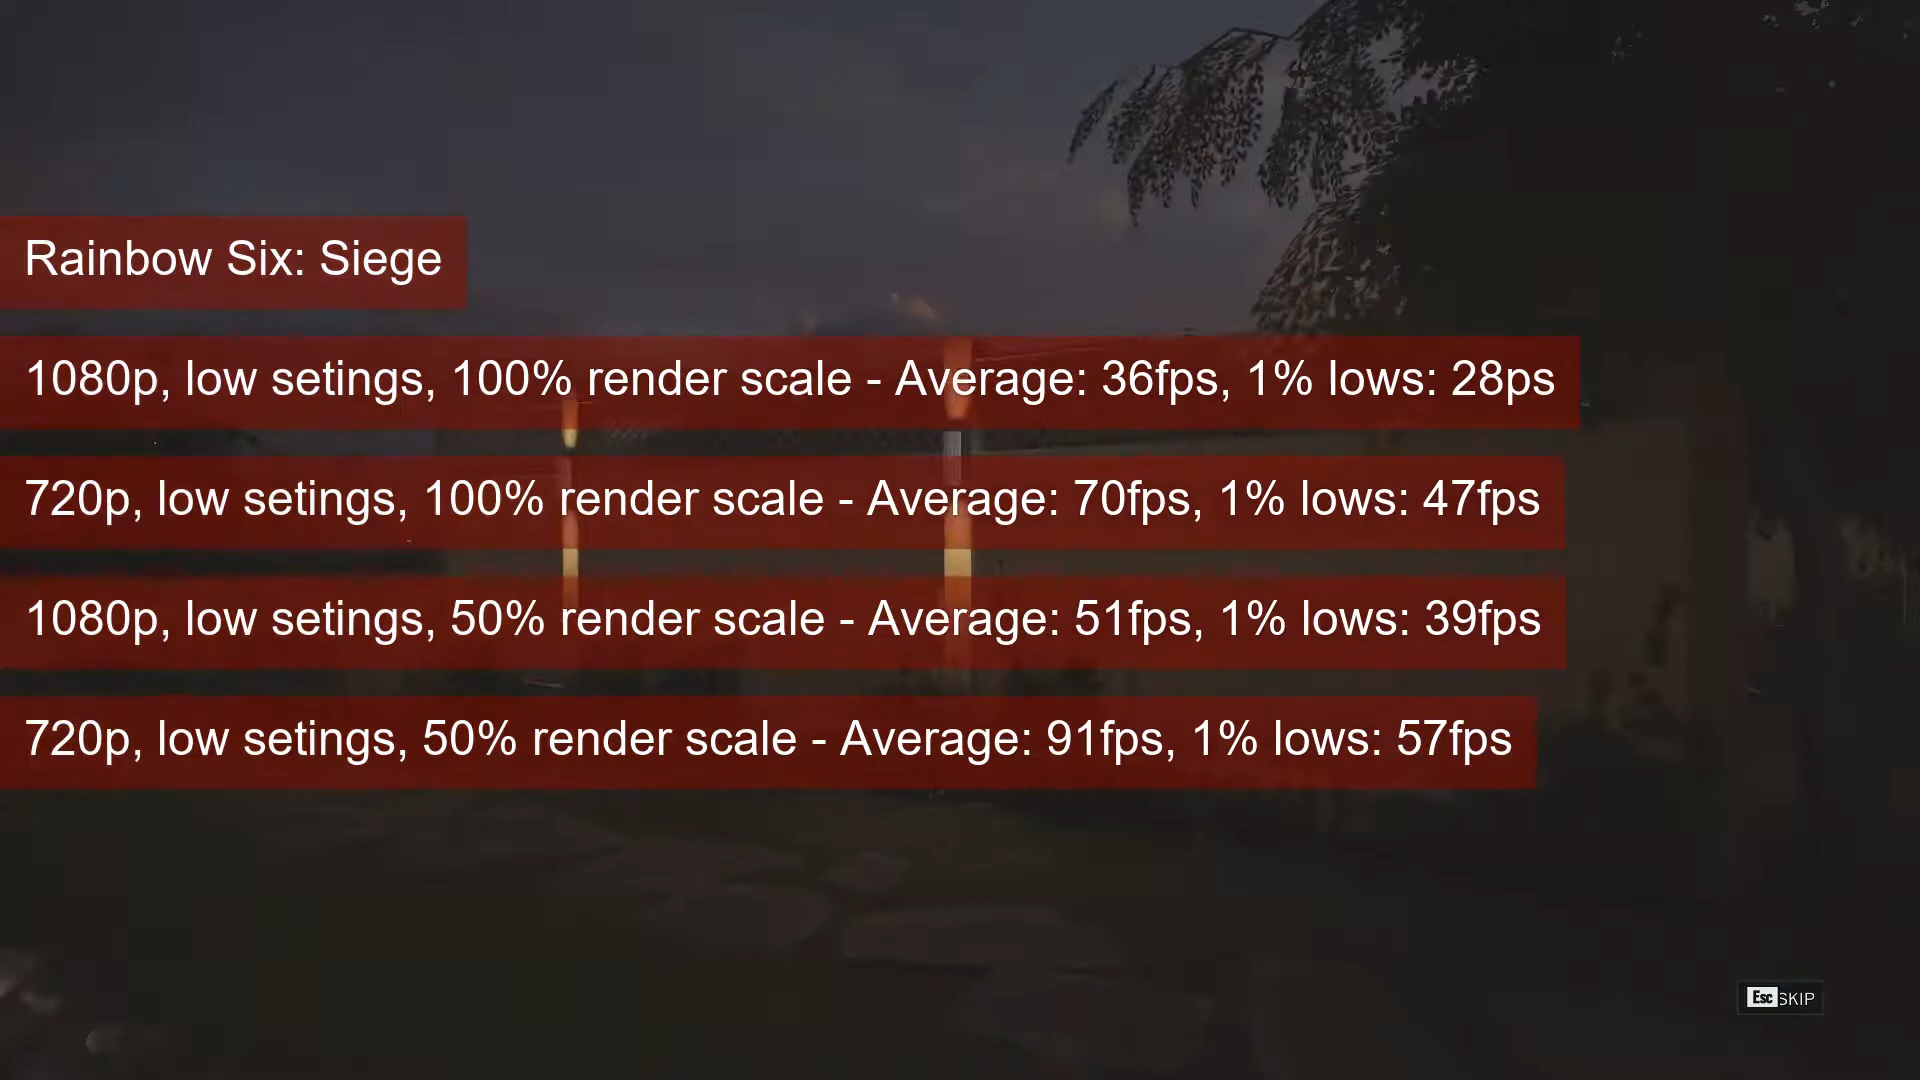 Rainbow Six: Siege
1080p, low setings, 100% render scale - Average: 36fps, 1% lows: 28ps
720p, low setings, 100% render scale - Average: 70fps, 1% lows: 47fps
1080p, low setings, 50% render scale - Average: 51fps, 1% lows: 39fps
720p, low setings, 50% render scale - Average: 91fps, 1% lows: 57fps
Esc SKIP